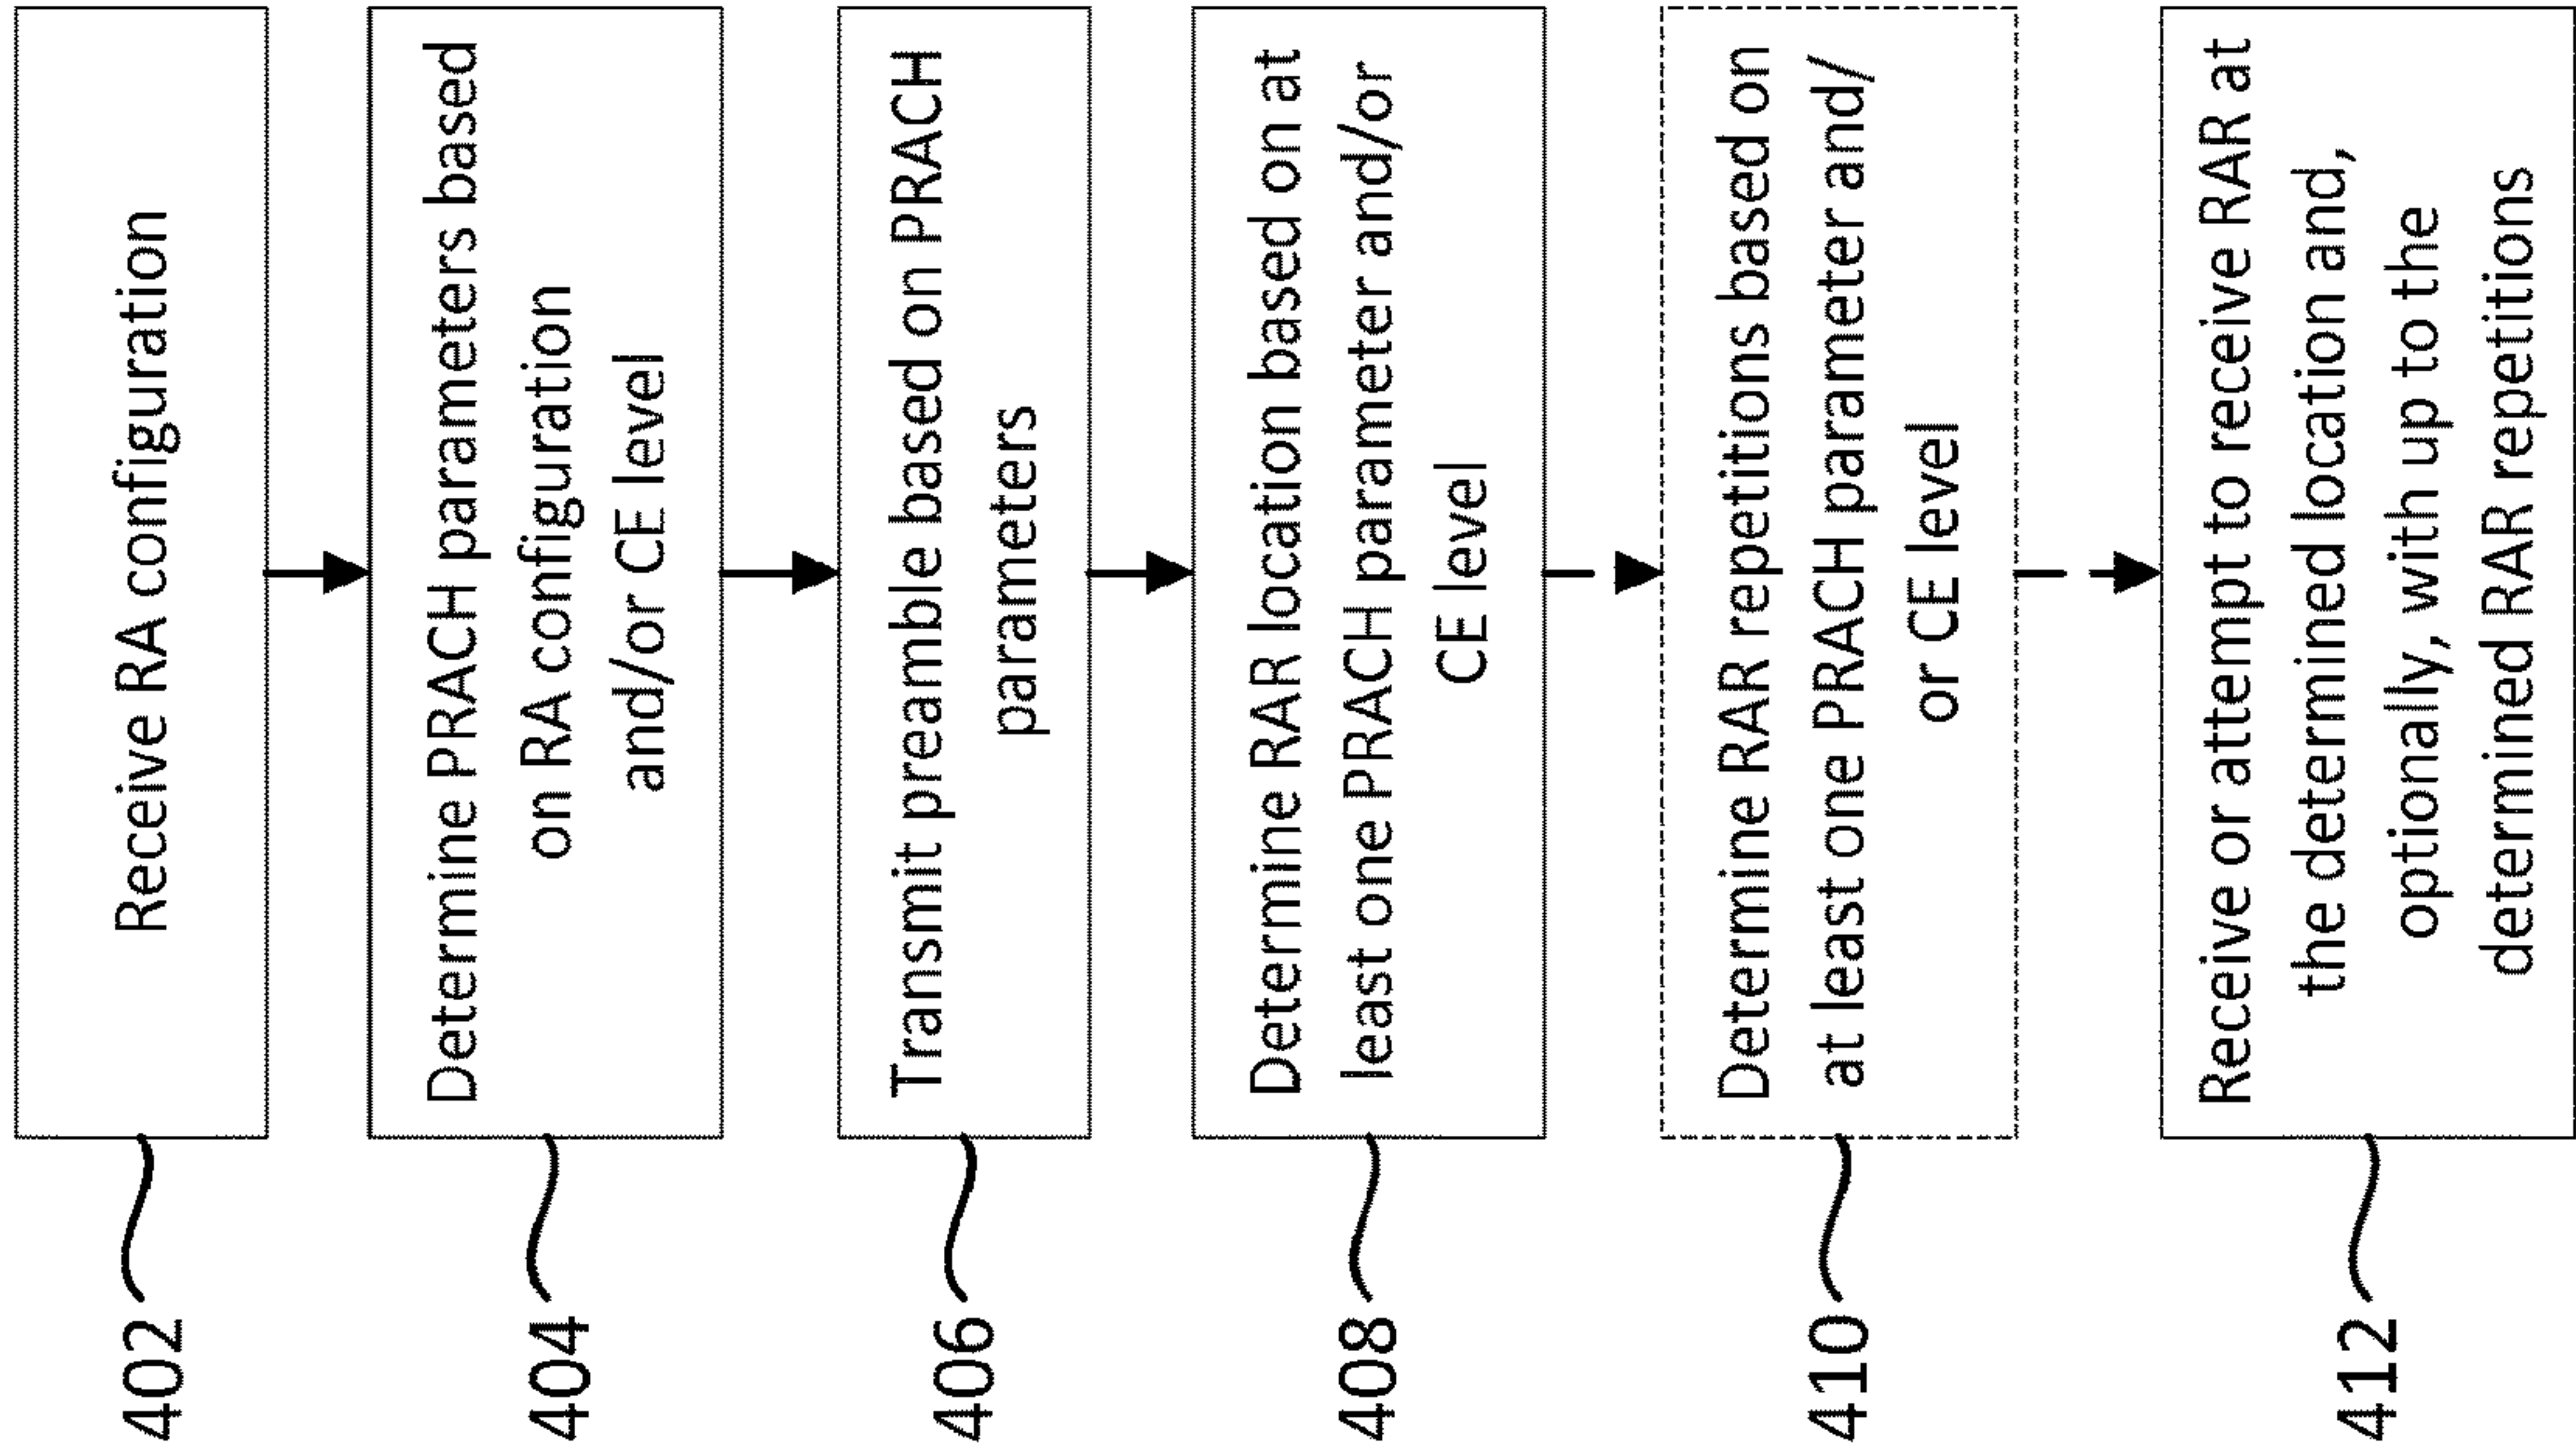 402
Receive RA configuration
404
Determine PRACH parameters based
on RA configuration
and/or CE level
406
Transmit preamble based on PRACH
parameters
408
Determine RAR location based on at
least one PRACH parameter and/or
CE level
410
Determine RAR repetitions based on
at least one PRACH parameter and/
or CE level
412
Receive or attempt to receive RAR at
the determined location and,
optionally, with up to the
determined RAR repetitions